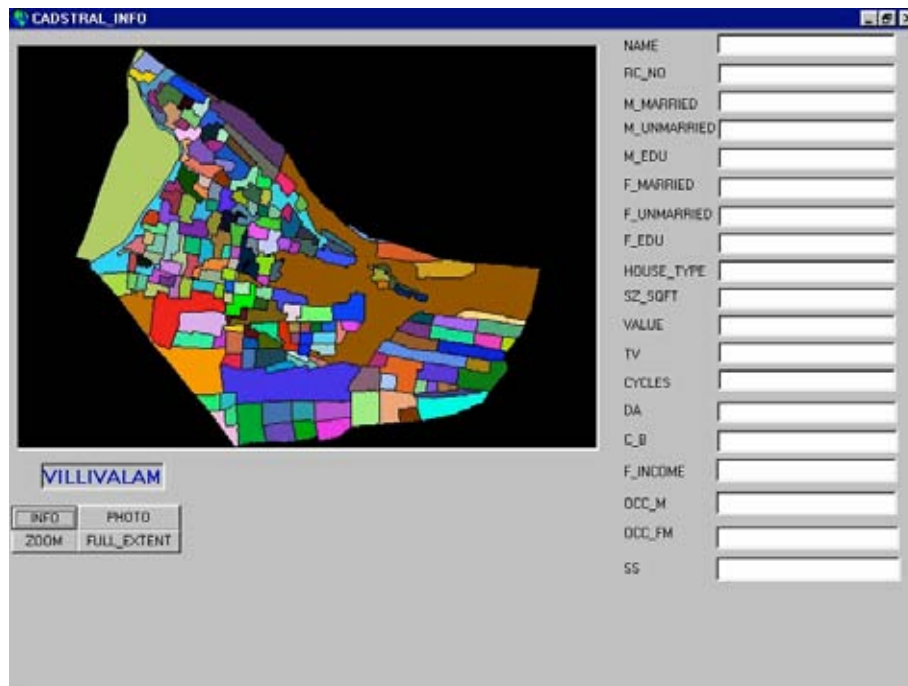 CADSTRAL_INFO
NAME
RC_NO
M_MARRIED
M_UNMARRIED
M_EDU
F_MARRIED
F_UNMARRIED
F_EDU
HOUSE_TYPE
SZ_SQFT
VALUE
TV
CYCLES
DA
C_B
F_INCOME
OCC_M
OCC_FM
SS
VILLIVALAM
INFO PHOTO
ZOOM FULL_EXTENT